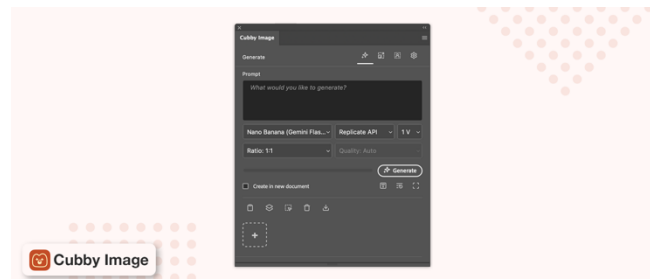 Cubby Image
Generate
Prompt
What would you like to generate?
Nano Banana (Gemini Flas... Replicate API 1 V
Ratio: 1:1 Quality: Auto
Generate
Create in new document
Cubby Image